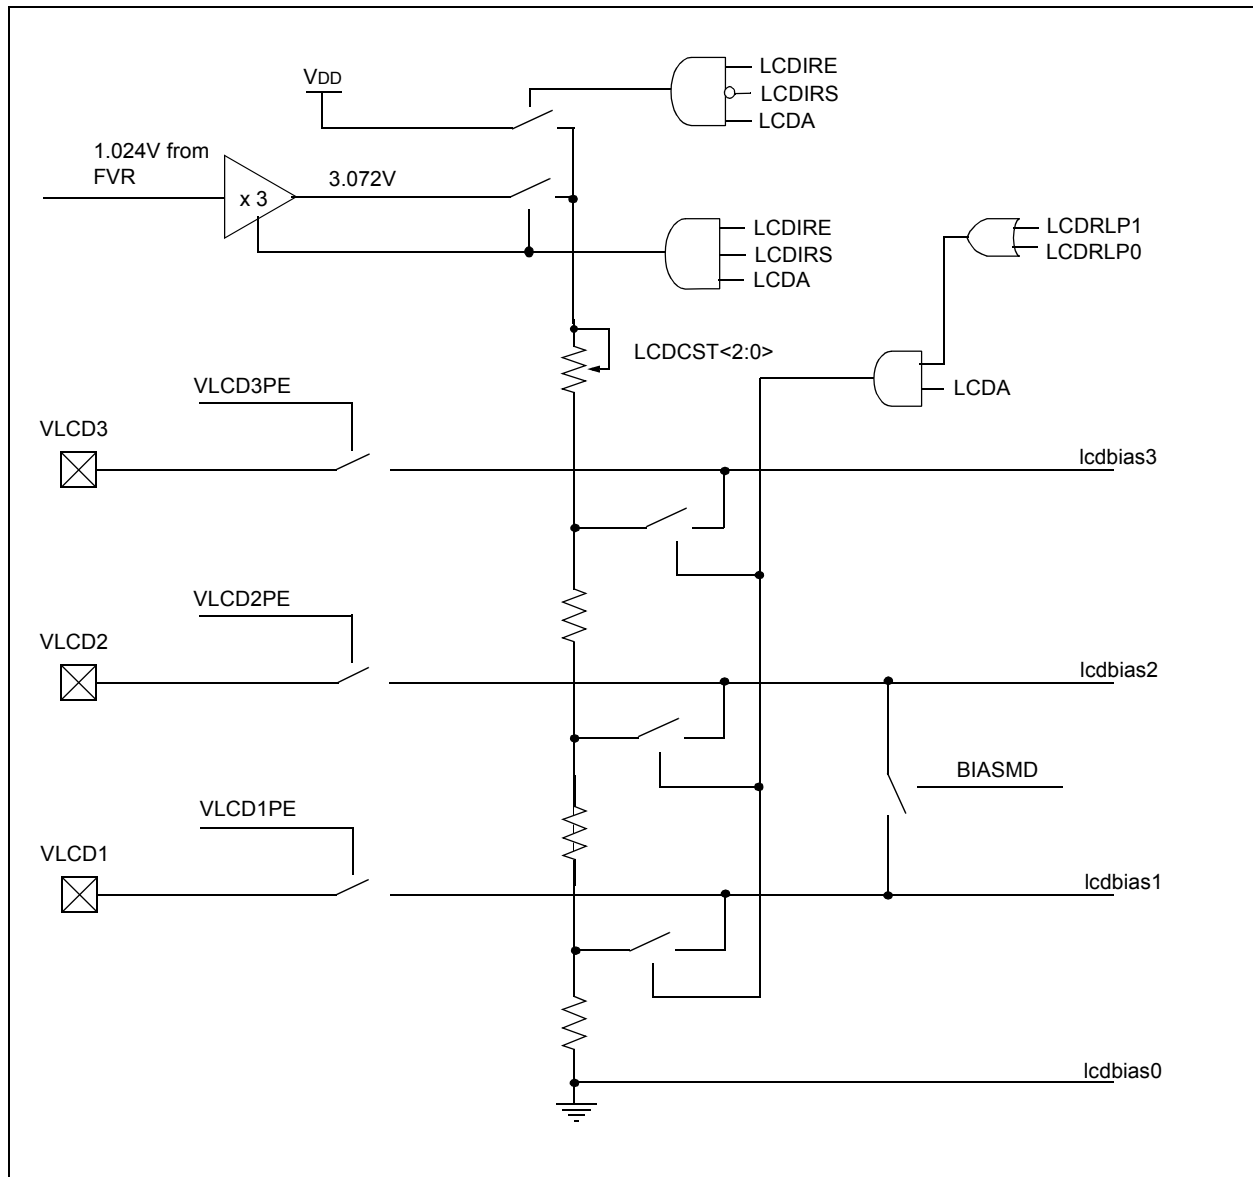 LCDIRE
LCDIRS
LCDA
VDD
1.024V from
FVR
x 3
3.072V
LCDIRE
LCDIRS
LCDA
LCDRLP1
LCDRLP0
LCDCST<2:0>
LCDA
VLCD3PE
VLCD3
lcdbias3
VLCD2PE
VLCD2
lcdbias2
BIASMD
VLCD1PE
VLCD1
lcdbias1
lcdbias0